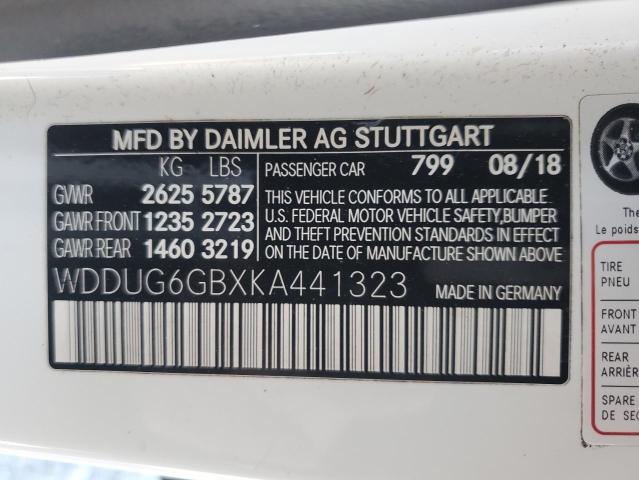 MFD BY DAIMLER AG STUTTGART
KG LBS
GVWR 2625 5787
GAWR FRONT 1235 2723
GAWR REAR 1460 3219
PASSENGER CAR 799 08/18
THIS VEHICLE CONFORMS TO ALL APPLICABLE
U.S. FEDERAL MOTOR VEHICLE SAFETY,BUMPER
AND THEFT PREVENTION STANDARDS IN EFFECT
ON THE DATE OF MANUFACTURE SHOWN ABOVE
WDDUG6GBXKA441323 MADE IN GERMANY
The
Le poids
TIRE
PNEU
FRONT
AVANT
REAR
ARRIÈR
SPARE
DE SEC